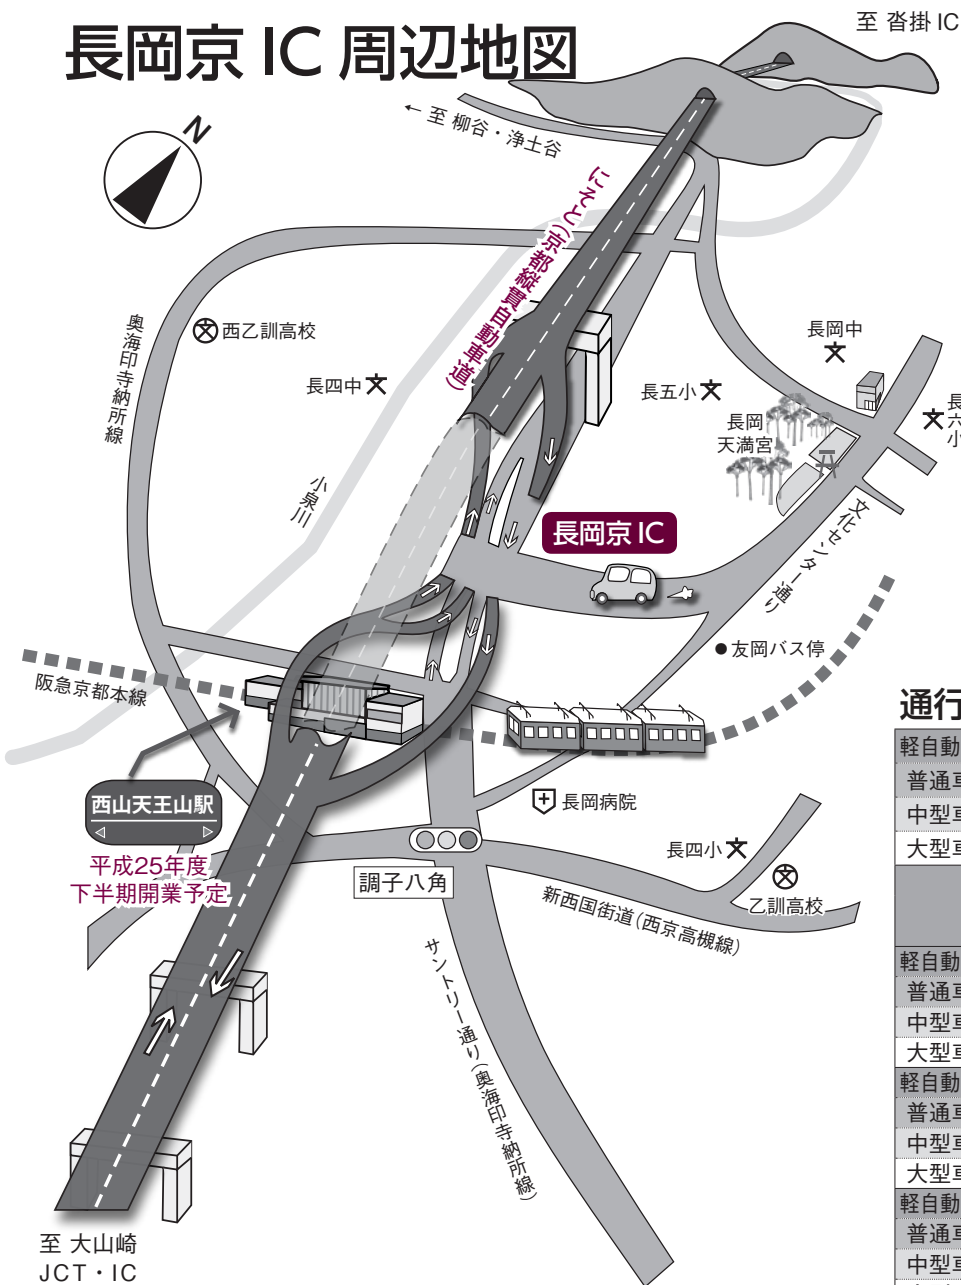 長岡京 IC 周辺地図
至 沓掛 IC
← 至 柳谷・浄土谷
N
にそと(京都縦貫自動車道)
奥海印寺納所線
西乙訓高校
長四中
小泉川
長岡中
長五小
長六小
長岡
天満宮
文化センター通り
長岡京 IC
友岡バス停
阪急京都本線
西山天王山駅
平成25年度
下半期開業予定
長岡病院
調子八角
長四小
乙訓高校
新西国街道(西京高槻線)
サントリー通り(奥海印寺納所線)
至 大山崎
JCT・IC
通行
軽自動
普通車
中型車
大型車
軽自動
普通車
中型車
大型車
軽自動
普通車
中型車
大型車
軽自動
普通車
中型車